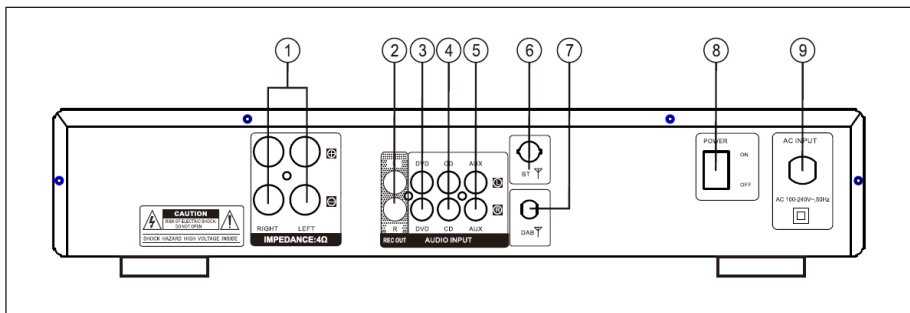 1
2
3
4
5
6
7
8
9
CAUTION
RISK OF ELECTRIC SHOCK
DO NOT OPEN
SHOCK HAZARD HIGH VOLTAGE INSIDE
⊕
⊖
RIGHT LEFT
IMPEDANCE:4Ω
R
REC OUT
DVD CD AUX
L
R
DVD CD AUX
AUDIO INPUT
BT
DAB
POWER
ON
OFF
AC INPUT
AC 100-240V~,50Hz